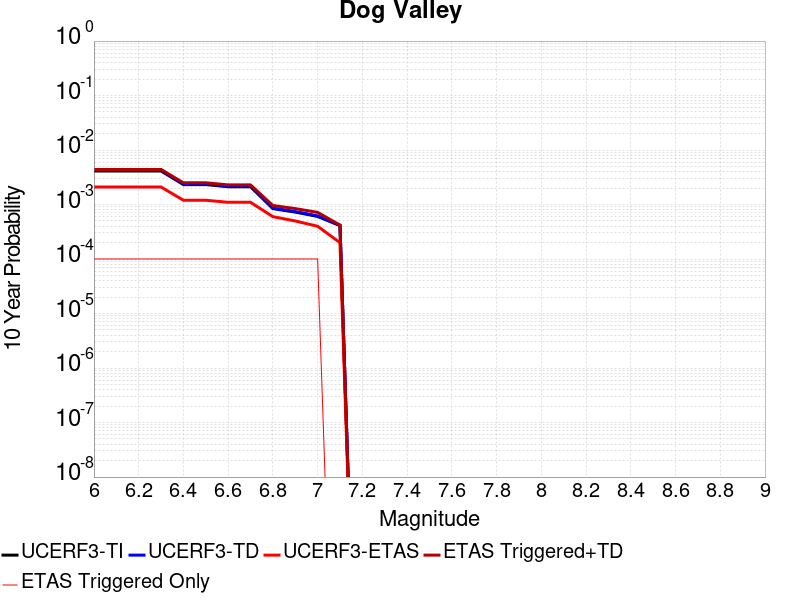 Dog Valley
10 0
10 -1
10 -2
10 -3
10 -4
10 -5
10 -6
10 -7
10 -8
10 Year Probability
6 6.2 6.4 6.6 6.8 7 7.2 7.4 7.6 7.8 8 8.2 8.4 8.6 8.8 9
Magnitude
UCERF3-TI UCERF3-TD UCERF3-ETAS ETAS Triggered+TD
ETAS Triggered Only